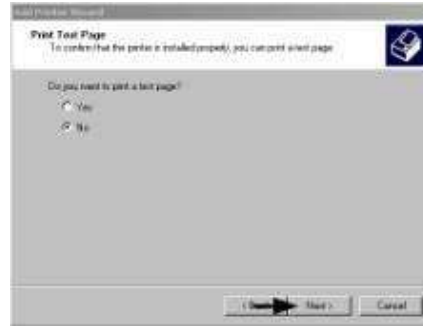 Add Printer Wizard
Print Test Page
To confirm that the printer is installed properly, you can print a test page.
Do you want to print a test page?
Yes
No
Next >
Cancel